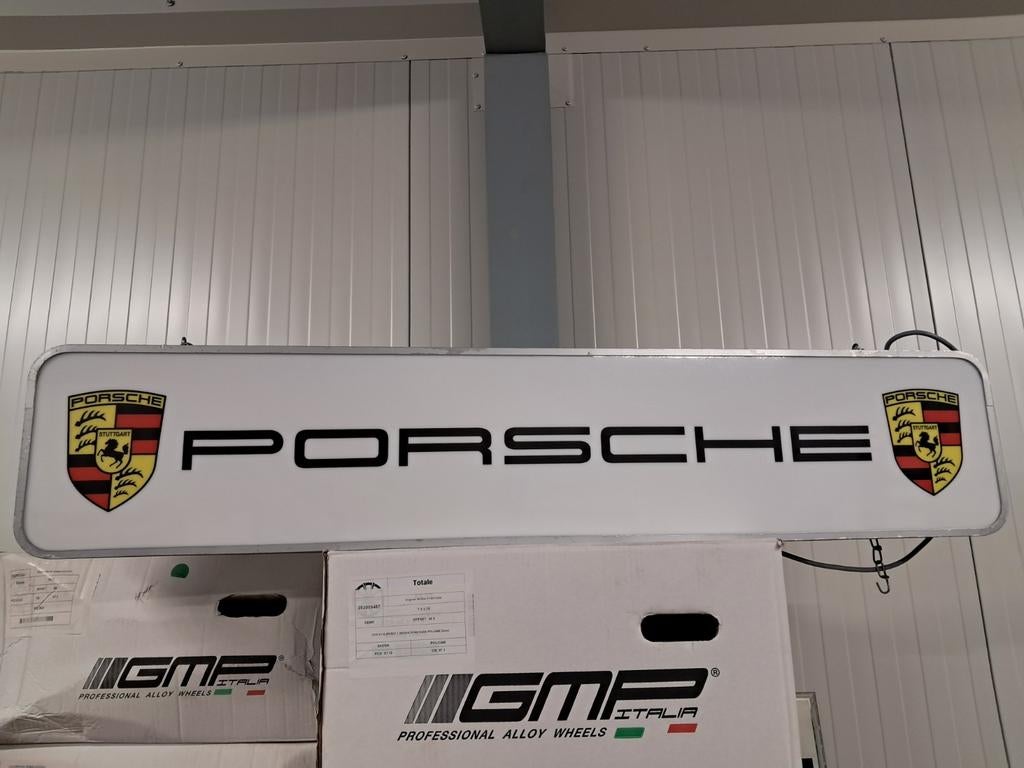 PORSCHE
STUTTGART
PORSCHE
PORSCHE
STUTTGART
GMP®
ITALIA
PROFESSIONAL ALLOY WHEELS
Totale
GMP®
ITALIA
PROFESSIONAL ALLOY WHEELS